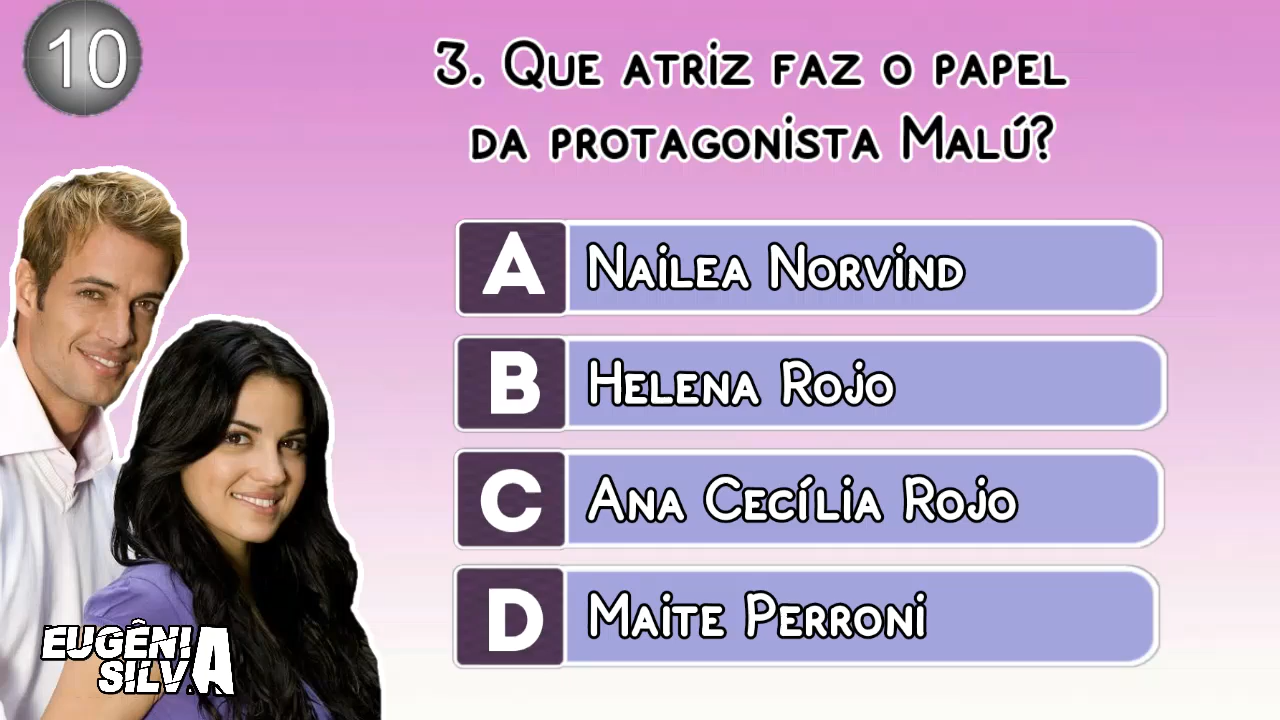 10
3. Que atriz faz o papel
da protagonista Malú?
A Nailea Norvind
B Helena Rojo
C Ana Cecília Rojo
D Maite Perroni
EUGÊNIA
SILVA